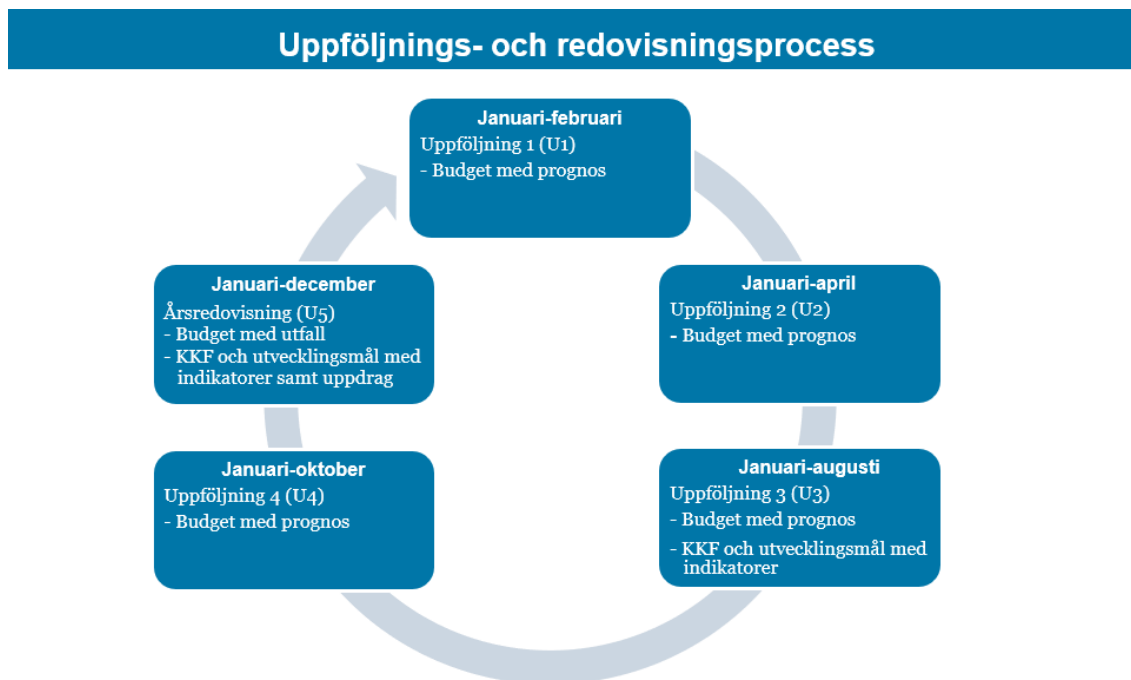 Uppföljnings- och redovisningsprocess
Januari-februari
Uppföljning 1 (U1)
- Budget med prognos
Januari-april
Uppföljning 2 (U2)
- Budget med prognos
Januari-augusti
Uppföljning 3 (U3)
- Budget med prognos
- KKF och utvecklingsmål med
indikatorer
Januari-oktober
Uppföljning 4 (U4)
- Budget med prognos
Januari-december
Årsredovisning (U5)
- Budget med utfall
- KKF och utvecklingsmål med
indikatorer samt uppdrag